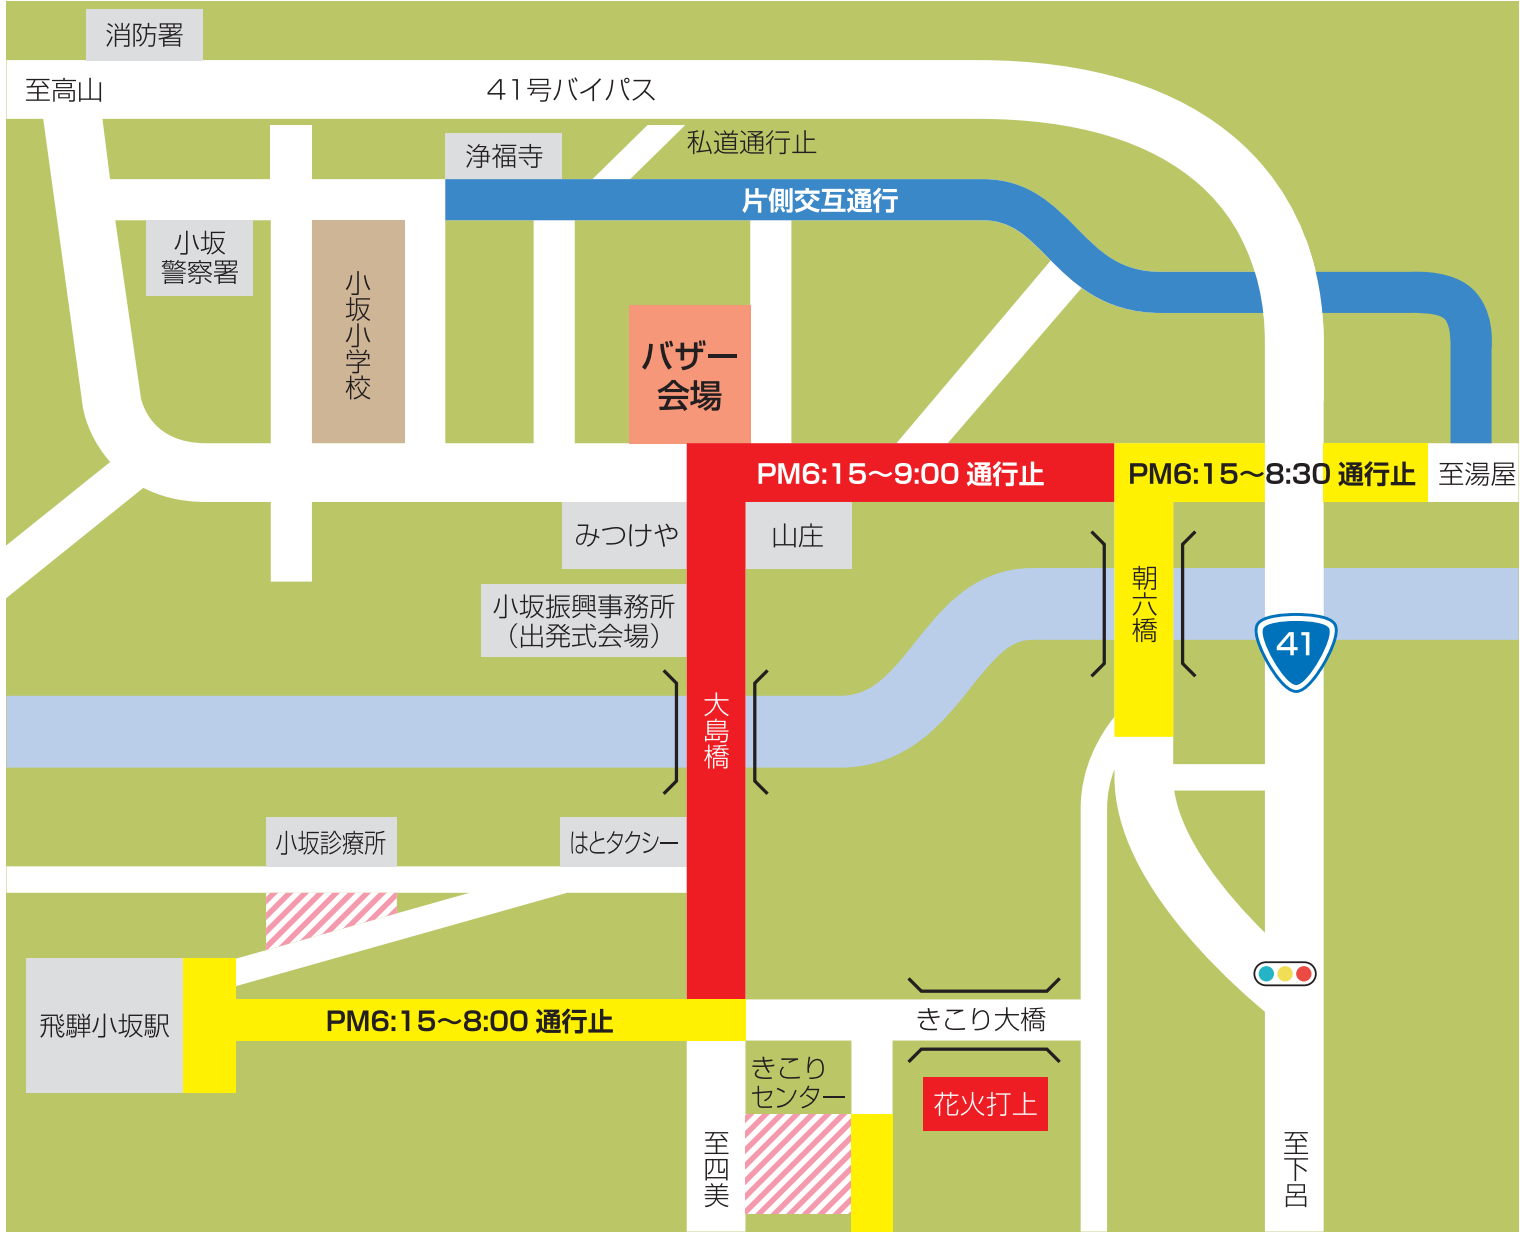 消防署
至高山
41号バイパス
私道通行止
浄福寺
片側交互通行
小坂
警察署
小坂小学校
バザー
会場
PM6:15～9:00 通行止
PM6:15～8:30 通行止
至湯屋
みつけや
山庄
小坂振興事務所
（出発式会場）
朝六橋
41
大島橋
小坂診療所
はとタクシー
飛騨小坂駅
PM6:15～8:00 通行止
きこり大橋
きこり
センター
花火打上
至四美
至下呂